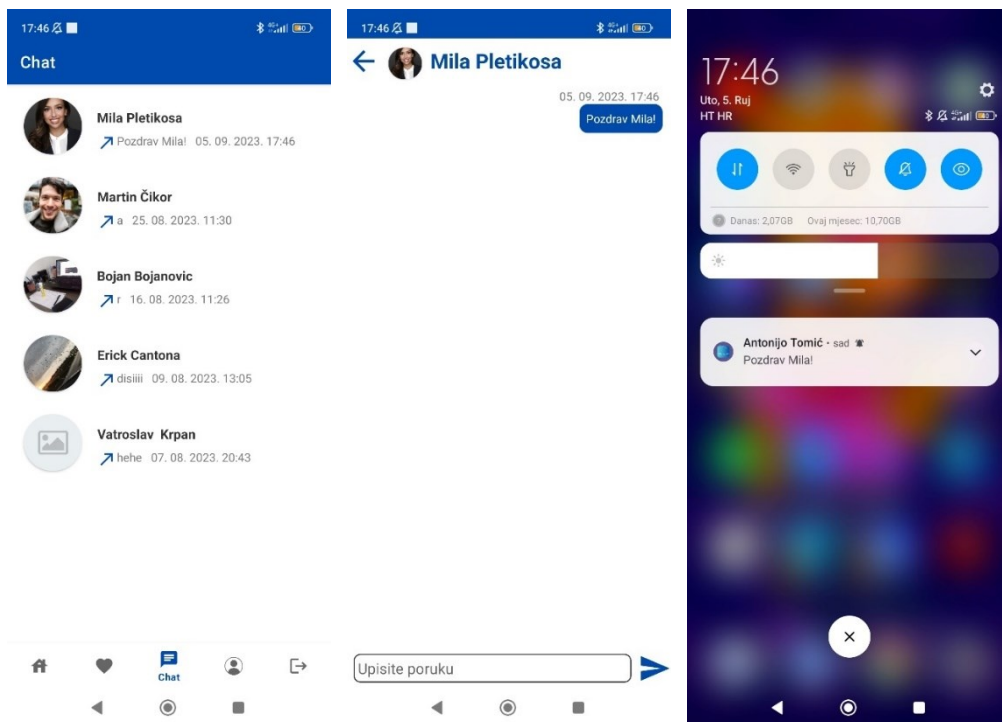 17:46
Chat
Mila Pletikosa
Pozdrav Mila! 05. 09. 2023. 17:46
Martin Čikor
a 25. 08. 2023. 11:30
Bojan Bojanovic
r 16. 08. 2023. 11:26
Erick Cantona
disiiii 09. 08. 2023. 13:05
Vatroslav Krpan
hehe 07. 08. 2023. 20:43
Chat
17:46
Mila Pletikosa
05. 09. 2023. 17:46
Pozdrav Mila!
Upisite poruku
17:46
Uto, 5. Ruj
HT HR
Danas: 2,07GB Ovaj mjesec: 10,70GB
Antonijo Tomić · sad
Pozdrav Mila!